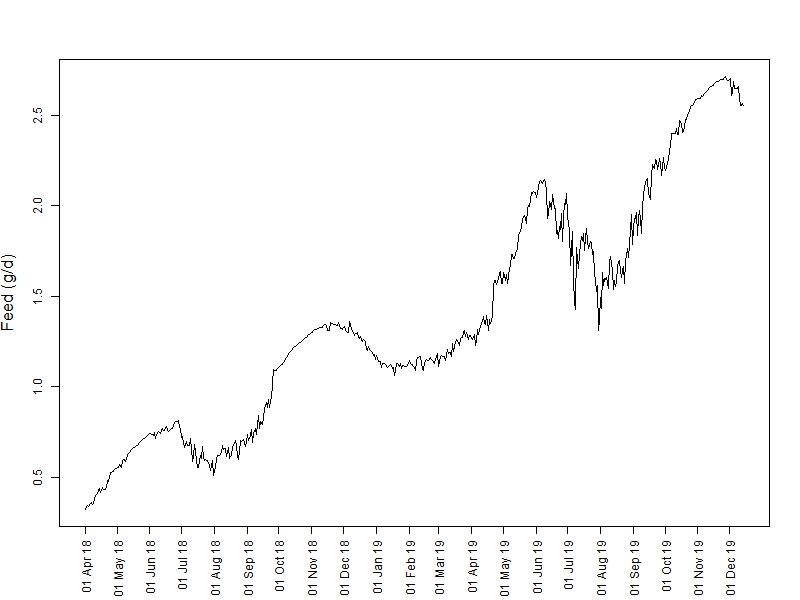 Feed (g/d)
2.5
2.0
1.5
1.0
0.5
01 Apr 18
01 May 18
01 Jun 18
01 Jul 18
01 Aug 18
01 Sep 18
01 Oct 18
01 Nov 18
01 Dec 18
01 Jan 19
01 Feb 19
01 Mar 19
01 Apr 19
01 May 19
01 Jun 19
01 Jul 19
01 Aug 19
01 Sep 19
01 Oct 19
01 Nov 19
01 Dec 19